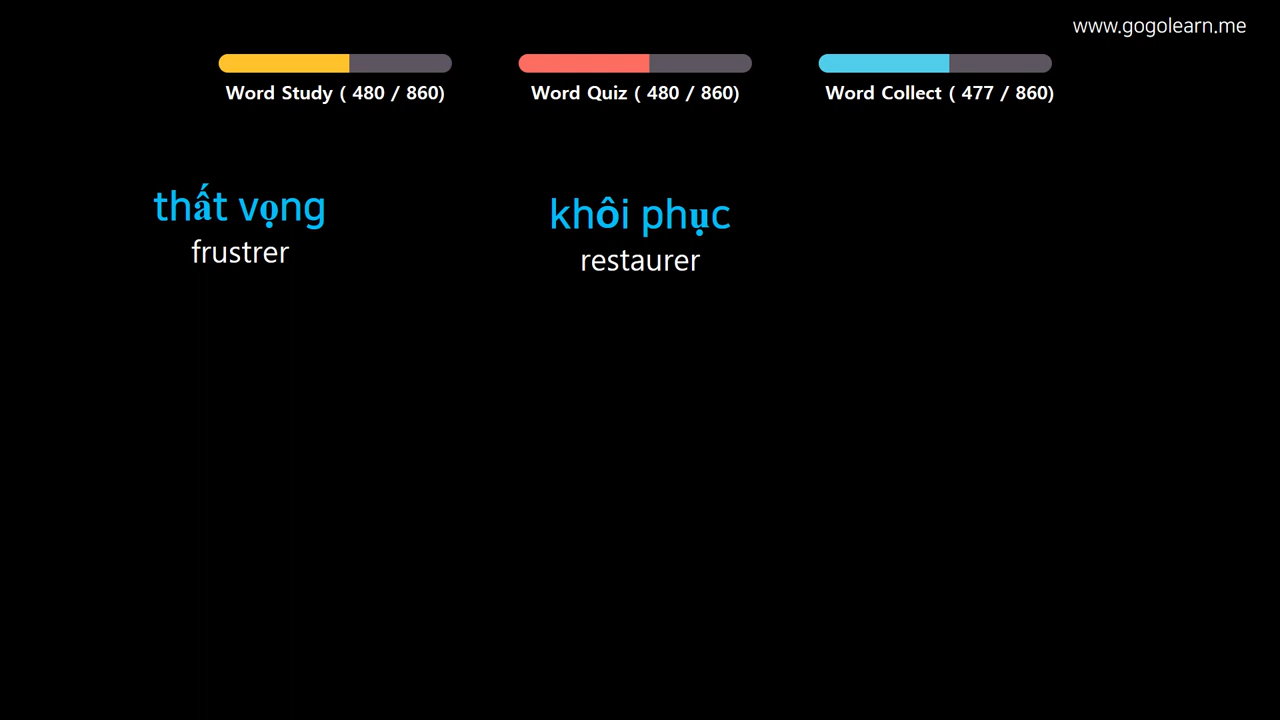 www.gogolearn.me
Word Study ( 480 / 860)
Word Quiz ( 480 / 860)
Word Collect ( 477 / 860)
thất vọng
frustrer
khôi phục
restaurer